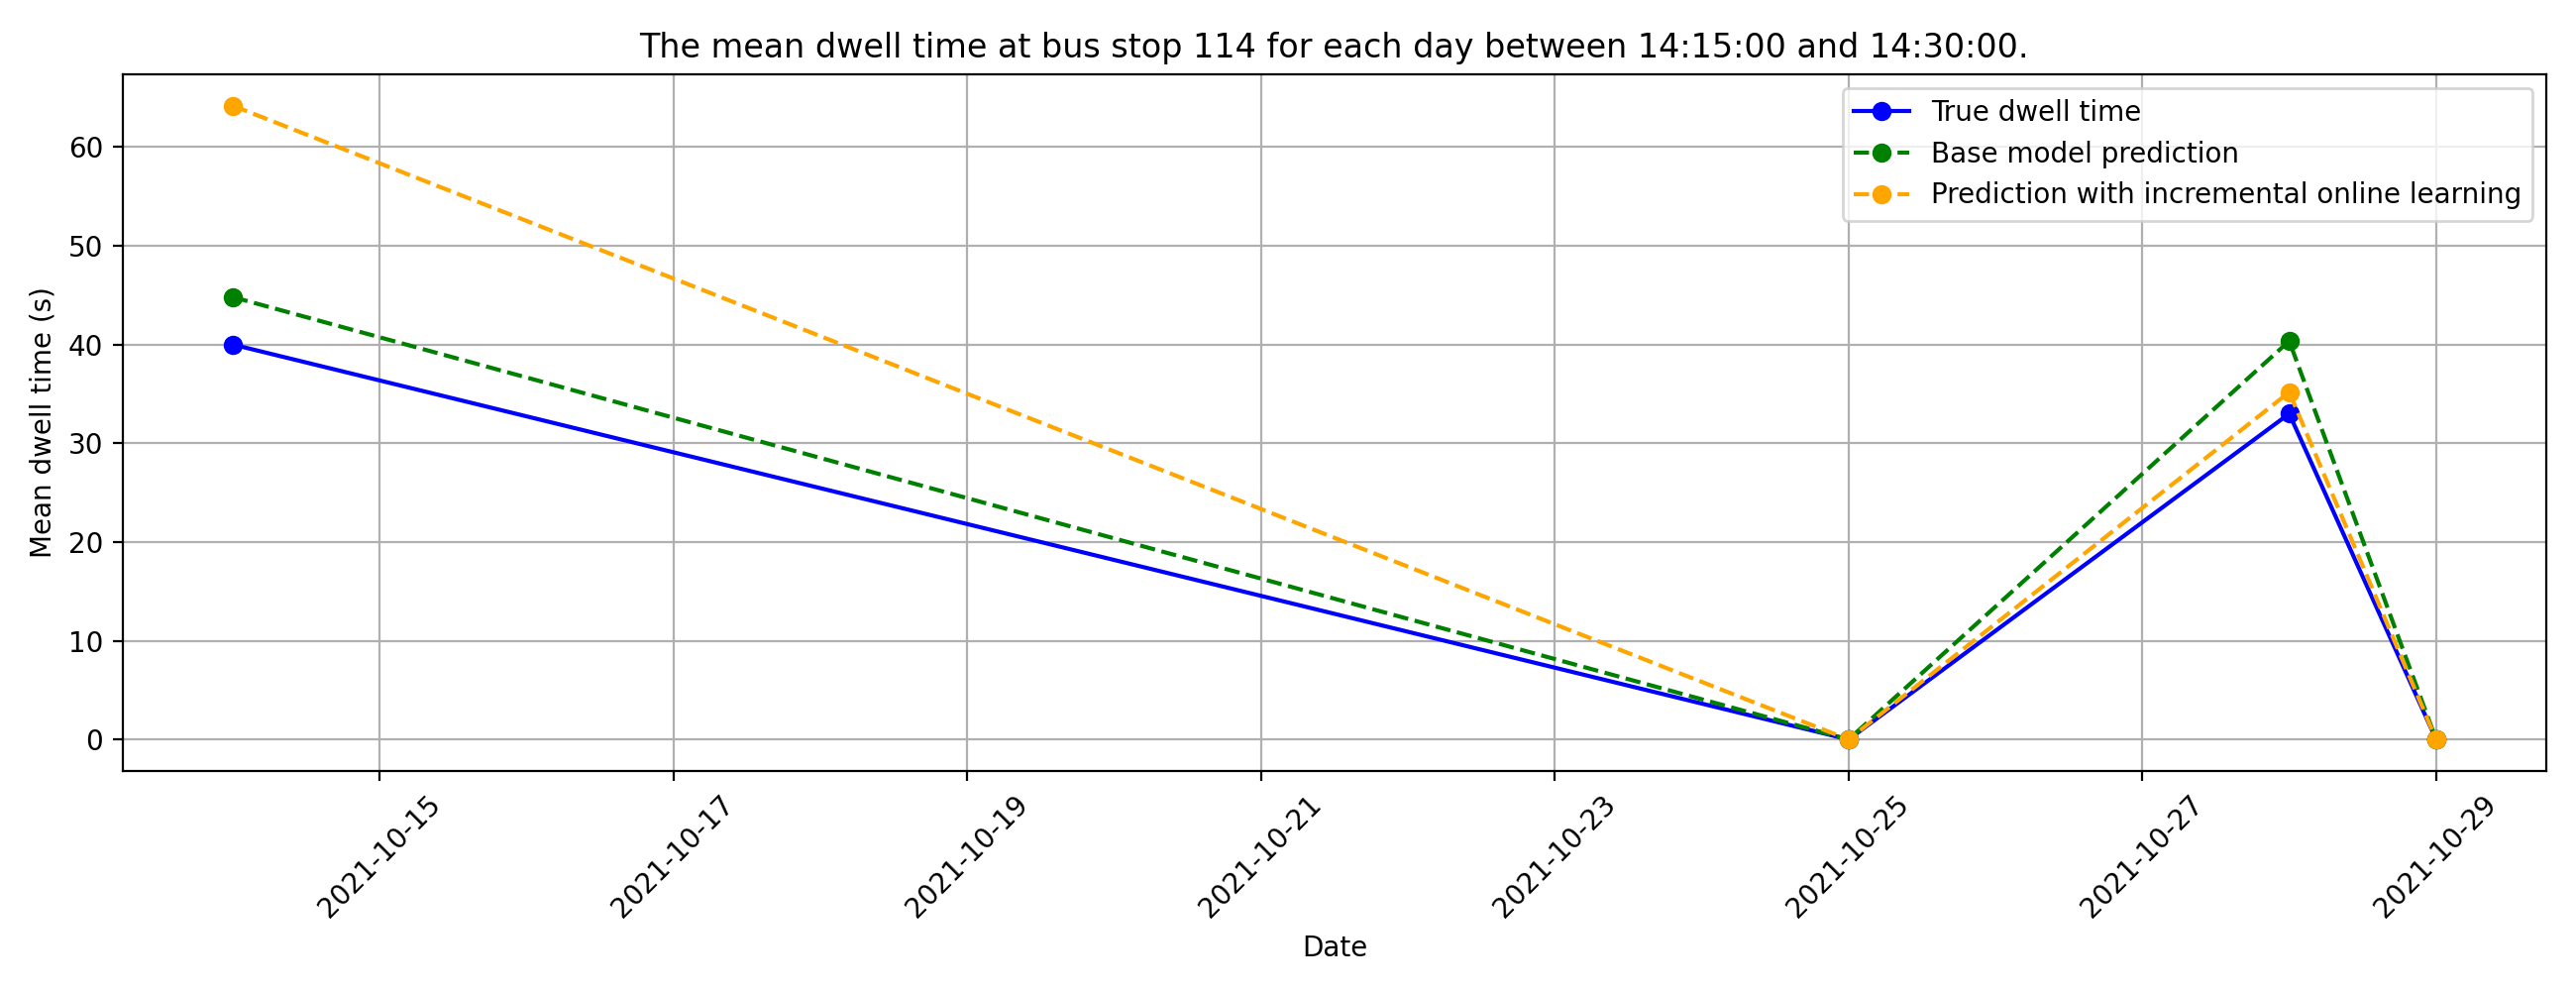 The mean dwell time at bus stop 114 for each day between 14:15:00 and 14:30:00.
True dwell time
Base model prediction
Prediction with incremental online learning
Mean dwell time (s)
60
50
40
30
20
10
0
2021-10-15
2021-10-17
2021-10-19
2021-10-21
2021-10-23
2021-10-25
2021-10-27
2021-10-29
Date